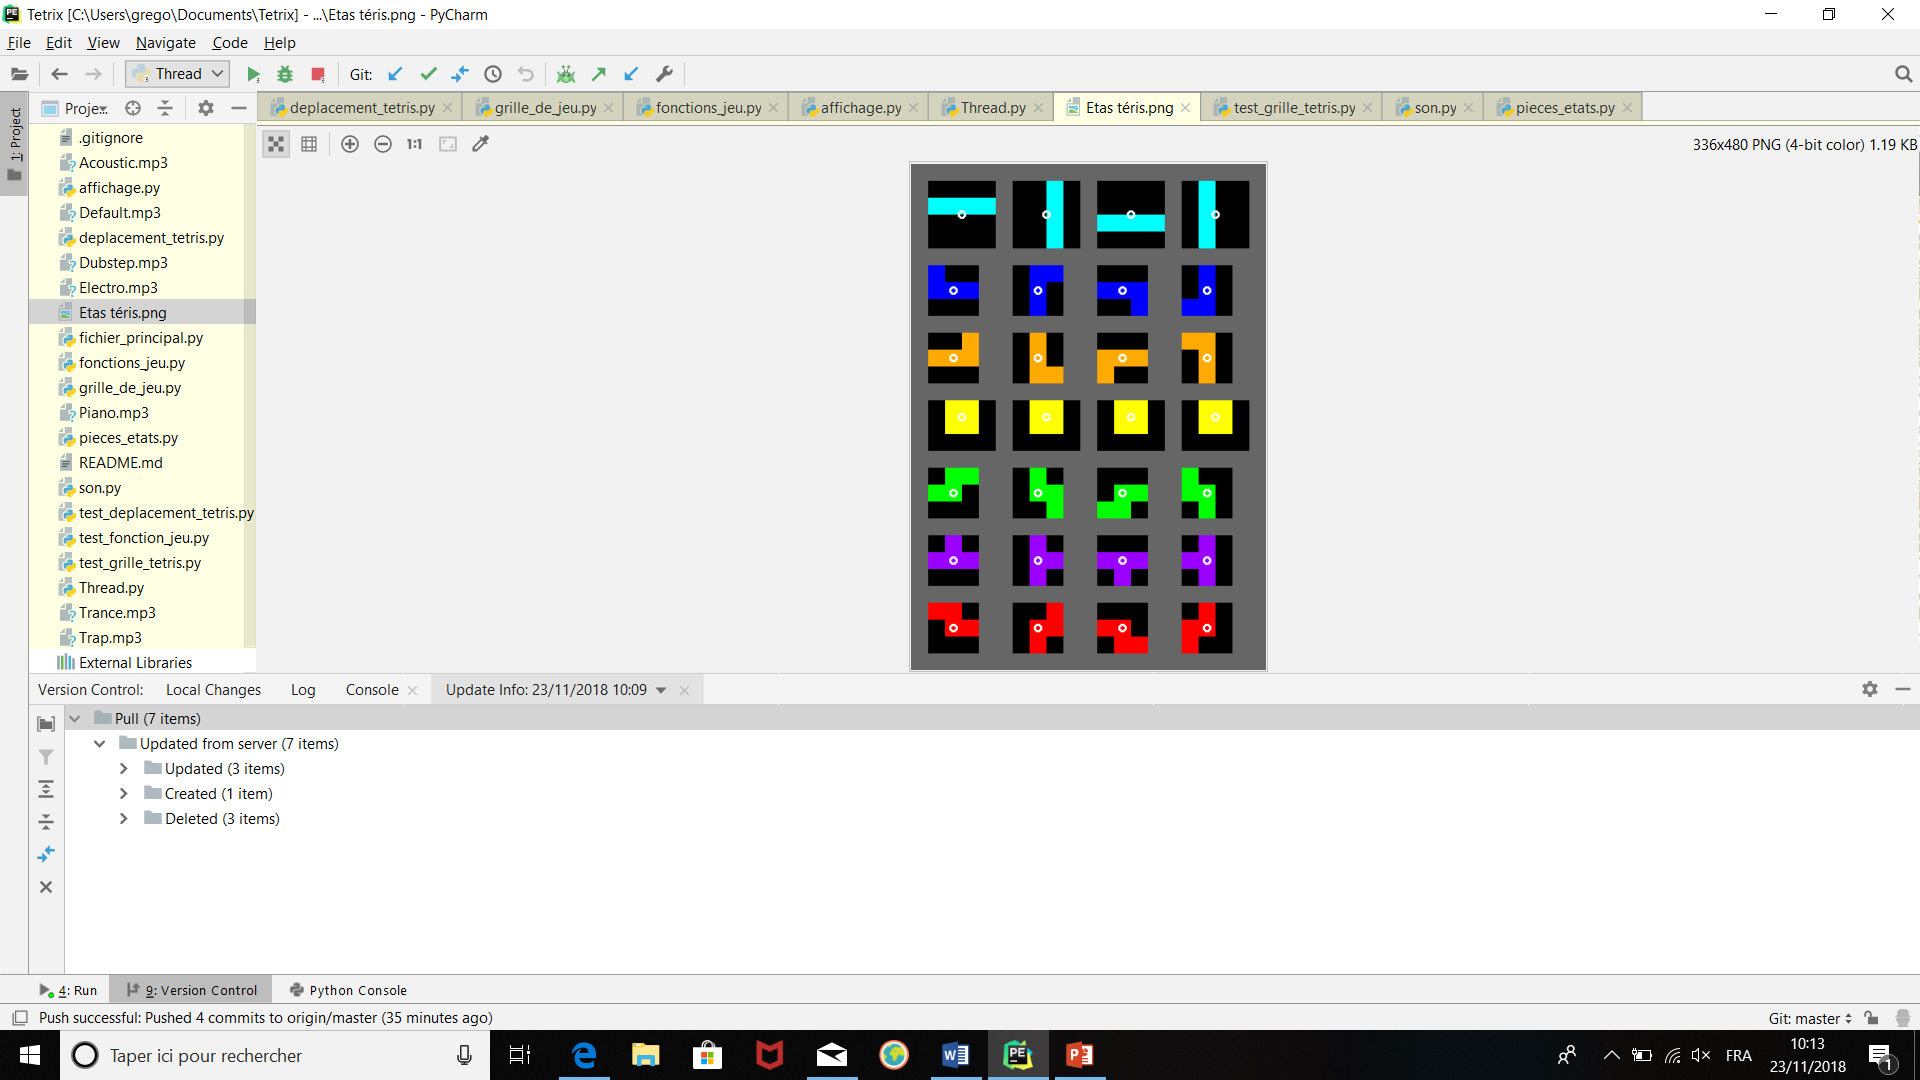 Tetrix [C:\Users\grego\Documents\Tetrix] - ...\Etas téris.png - PyCharm
File Edit View Navigate Code Help
Thread Git:
1: Project
Proje
deplacement_tetris.py grille_de_jeu.py fonctions_jeu.py affichage.py Thread.py Etas téris.png test_grille_tetris.py son.py pieces_etats.py
1:1
336x480 PNG (4-bit color) 1.19 KB
.gitignore
Acoustic.mp3
affichage.py
Default.mp3
deplacement_tetris.py
Dubstep.mp3
Electro.mp3
Etas téris.png
fichier_principal.py
fonctions_jeu.py
grille_de_jeu.py
Piano.mp3
pieces_etats.py
README.md
son.py
test_deplacement_tetris.py
test_fonction_jeu.py
test_grille_tetris.py
Thread.py
Trance.mp3
Trap.mp3
External Libraries
Version Control: Local Changes Log Console Update Info: 23/11/2018 10:09
Pull (7 items)
Updated from server (7 items)
Updated (3 items)
Created (1 item)
Deleted (3 items)
4: Run 9: Version Control Python Console
Push successful: Pushed 4 commits to origin/master (35 minutes ago)
Git: master
Taper ici pour rechercher
FRA
10:13
23/11/2018
1